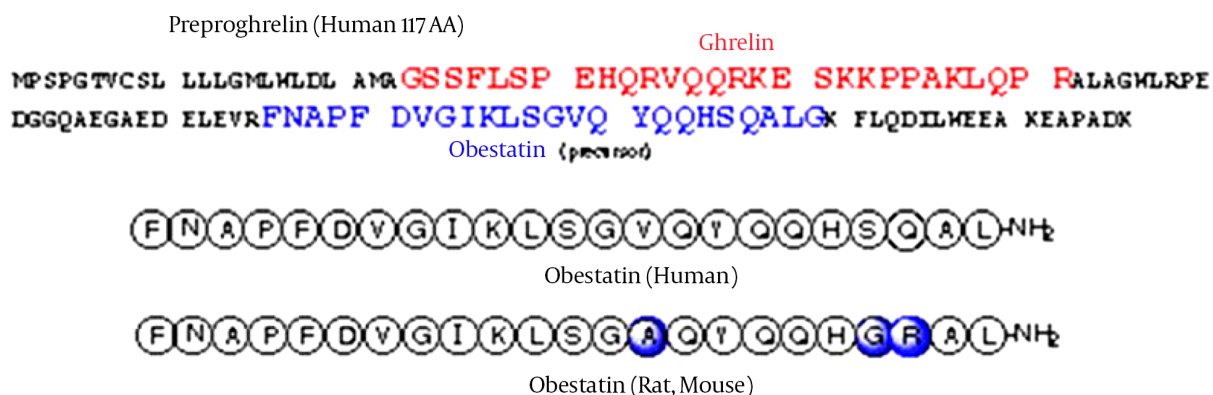 Preproghrelin (Human 117 AA)
Ghrelin
MPSPGTVCSL LLLGMLWLDL AMAGSSFLSP EHQRVQQRKE SKKPPAKLQP RALAGWLRPE
DGGQAEGAED ELEVRFNAPF DVGIKLSGVQ YQQHSQALGK FLQDILWEEA KEAPADK
Obestatin (precursor)
FNAPFDVGIKLSGVQYQQHSQAL-NH2
Obestatin (Human)
FNAPFDVGIKLSGAQYQQHGRAL-NH2
Obestatin (Rat, Mouse)